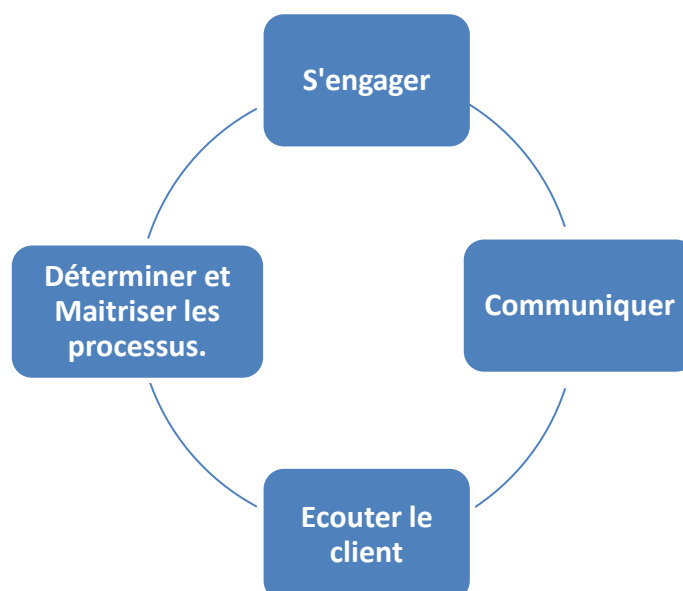 S'engager
Communiquer
Ecouter le
client
Déterminer et
Maitriser les
processus.